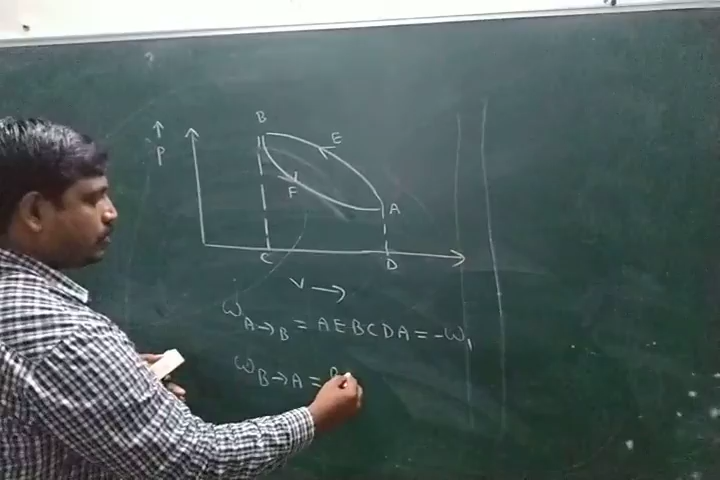 B
P
E
F
A
C
D
V →
W A→B = AEBCDA = -W₁
W B→A =